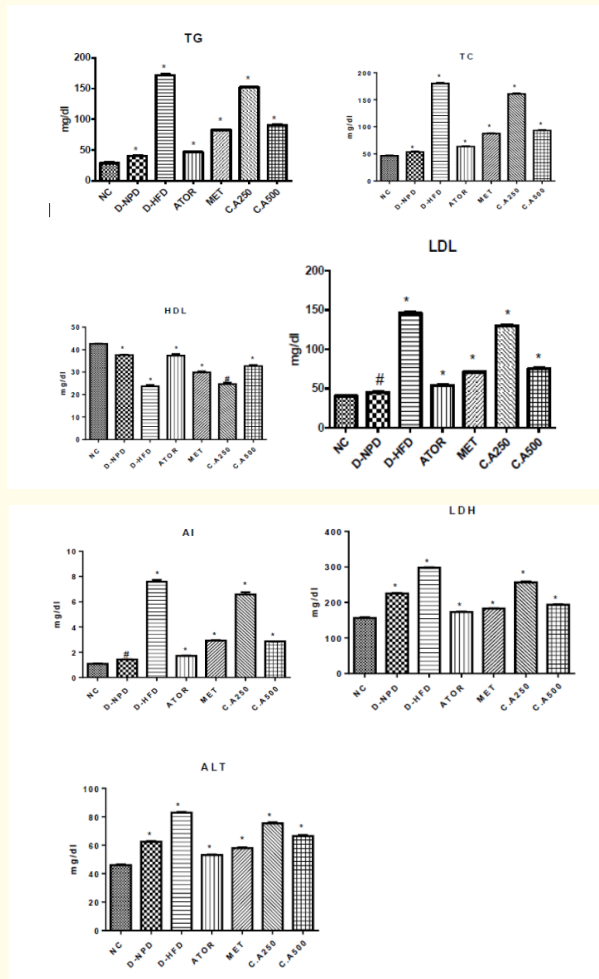 TG
200
150
100
50
0
mg/dl
* * * * * *
NC D-NPD D-HFD ATOR MET C.A250 C.A500
TC
200
150
100
50
0
mg/dl
* * * * * *
NC D-NPD D-HFD ATOR MET C.A250 C.A500
HDL
50
40
30
20
10
0
mg/dl
* * * * # *
NC D-NPD D-HFD ATOR MET C.A250 C.A500
LDL
200
150
100
50
0
mg/dl
# * * * * *
NC D-NPD D-HFD ATOR MET C.A250 C.A500
AI
10
8
6
4
2
0
mg/dl
# * * * * *
NC D-NPD D-HFD ATOR MET C.A250 C.A500
LDH
400
300
200
100
0
mg/dl
* * * * * *
NC D-NPD D-HFD ATOR MET C.A250 C.A500
ALT
100
80
60
40
20
0
mg/dl
* * * * * *
NC D-NPD D-HFD ATOR MET C.A250 C.A500